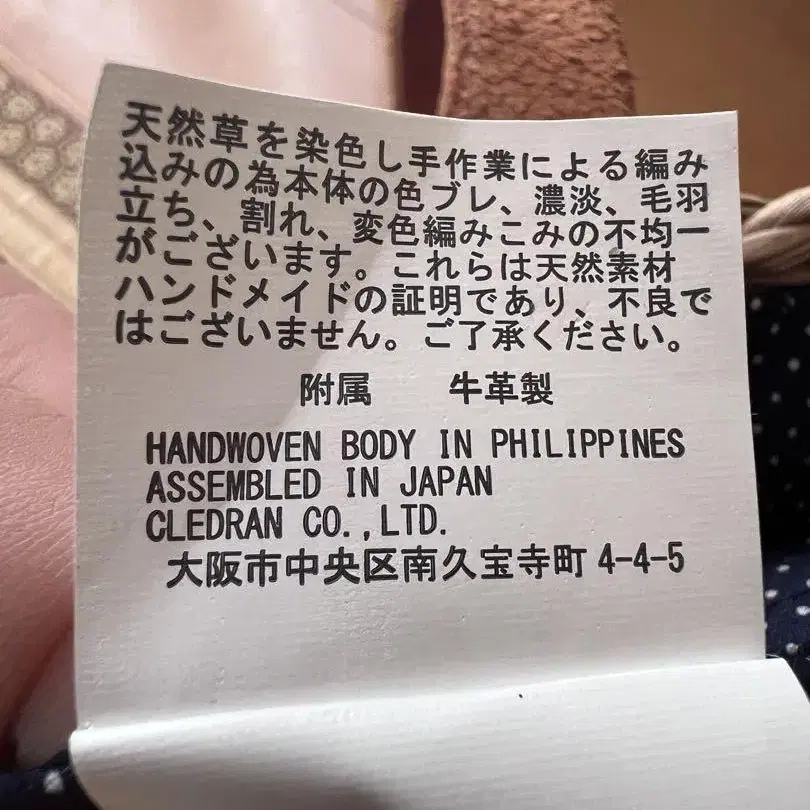 天然草を染色し手作業による編み
込みの為本体の色ブレ、濃淡、毛羽
立ち、割れ、変色編みこみの不均一
がございます。これらは天然素材
ハンドメイドの証明であり、不良で
はございません。ご了承ください。
附属 牛革製
HANDWOVEN BODY IN PHILIPPINES
ASSEMBLED IN JAPAN
CLEDRAN CO.,LTD.
大阪市中央区南久宝寺町4-4-5